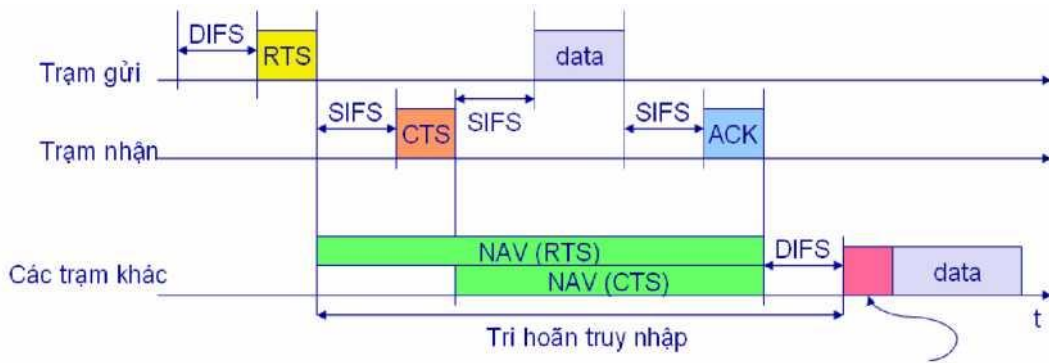 DIFS
RTS
data
Trạm gửi
SIFS
CTS
SIFS
SIFS
ACK
Trạm nhận
NAV (RTS)
DIFS
Các trạm khác
NAV (CTS)
data
t
Tri hoãn truy nhập